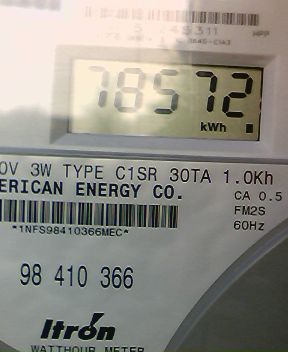 78572
kWh
0V 3W TYPE C1SR 30TA 1.0Kh
ERICAN ENERGY CO.
CA 0.5
FM2S
60Hz
*1NFS98410366MEC*
98 410 366
Itron
WATTHOUR METER